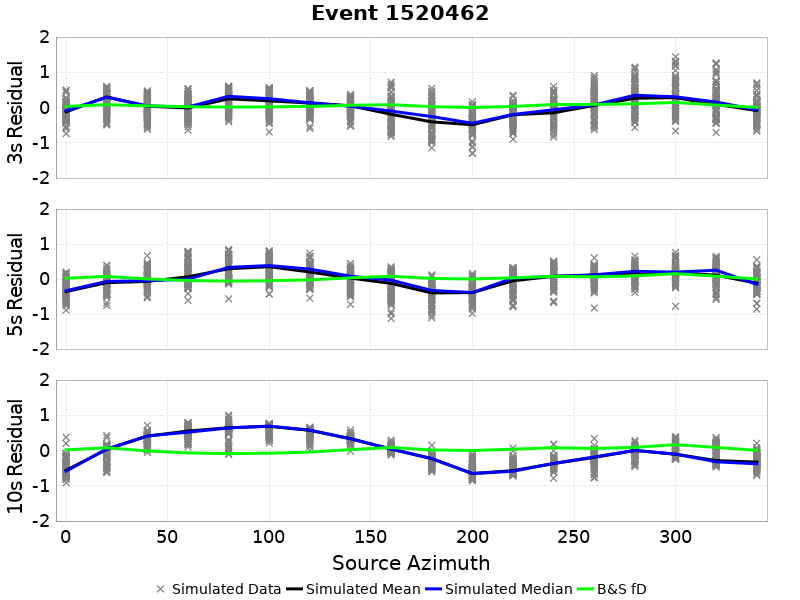 Event 1520462
3s Residual
2
1
0
-1
-2
5s Residual
2
1
0
-1
-2
10s Residual
2
1
0
-1
-2
0 50 100 150 200 250 300
Source Azimuth
Simulated Data Simulated Mean Simulated Median B&S fD